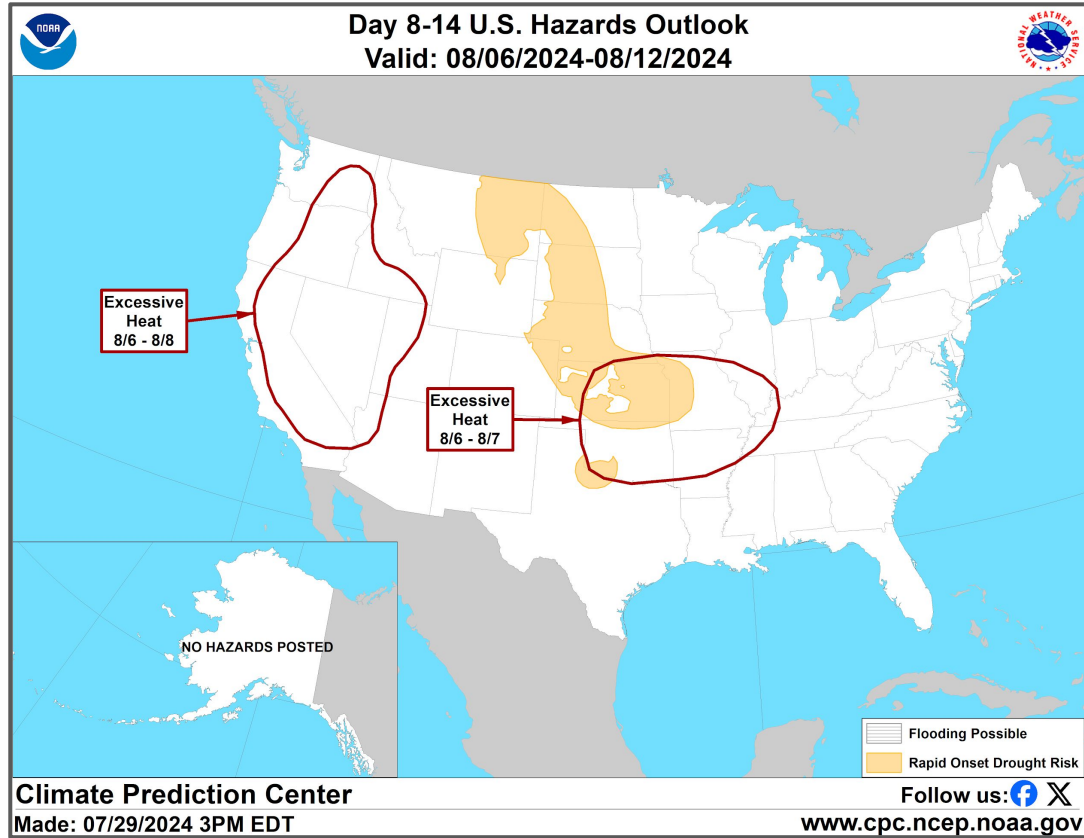 NOAA
Day 8-14 U.S. Hazards Outlook
Valid: 08/06/2024-08/12/2024
NATIONAL WEATHER SERVICE
Excessive
Heat
8/6 - 8/8
Excessive
Heat
8/6 - 8/7
NO HAZARDS POSTED
Flooding Possible
Rapid Onset Drought Risk
Climate Prediction Center
Follow us:
Made: 07/29/2024 3PM EDT
www.cpc.ncep.noaa.gov